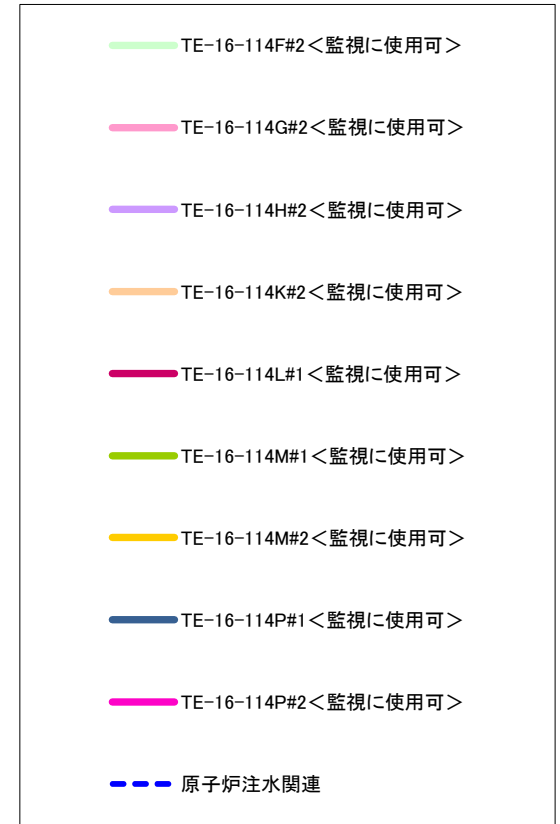 TE-16-114F#2＜監視に使用可＞
TE-16-114G#2＜監視に使用可＞
TE-16-114H#2＜監視に使用可＞
TE-16-114K#2＜監視に使用可＞
TE-16-114L#1＜監視に使用可＞
TE-16-114M#1＜監視に使用可＞
TE-16-114M#2＜監視に使用可＞
TE-16-114P#1＜監視に使用可＞
TE-16-114P#2＜監視に使用可＞
原子炉注水関連